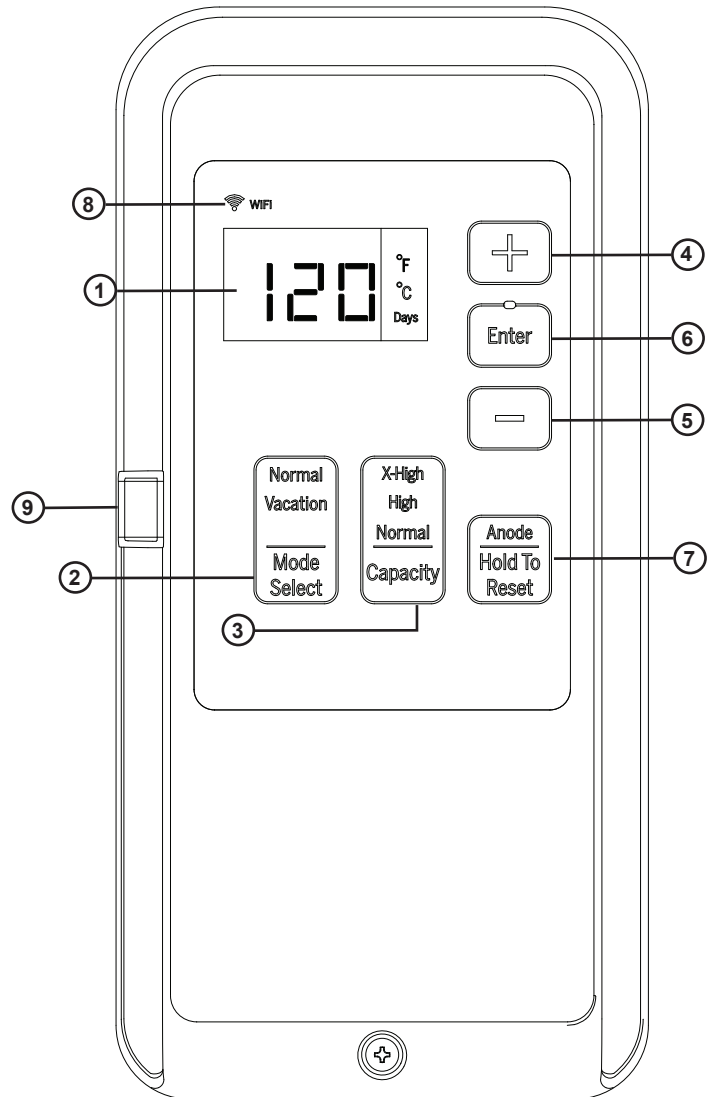 8
WIFI
1
120
°F
°C
Days
4
Enter
6
5
9
Normal
Vacation
Mode
Select
2
X-High
High
Normal
Capacity
3
Anode
Hold To
Reset
7